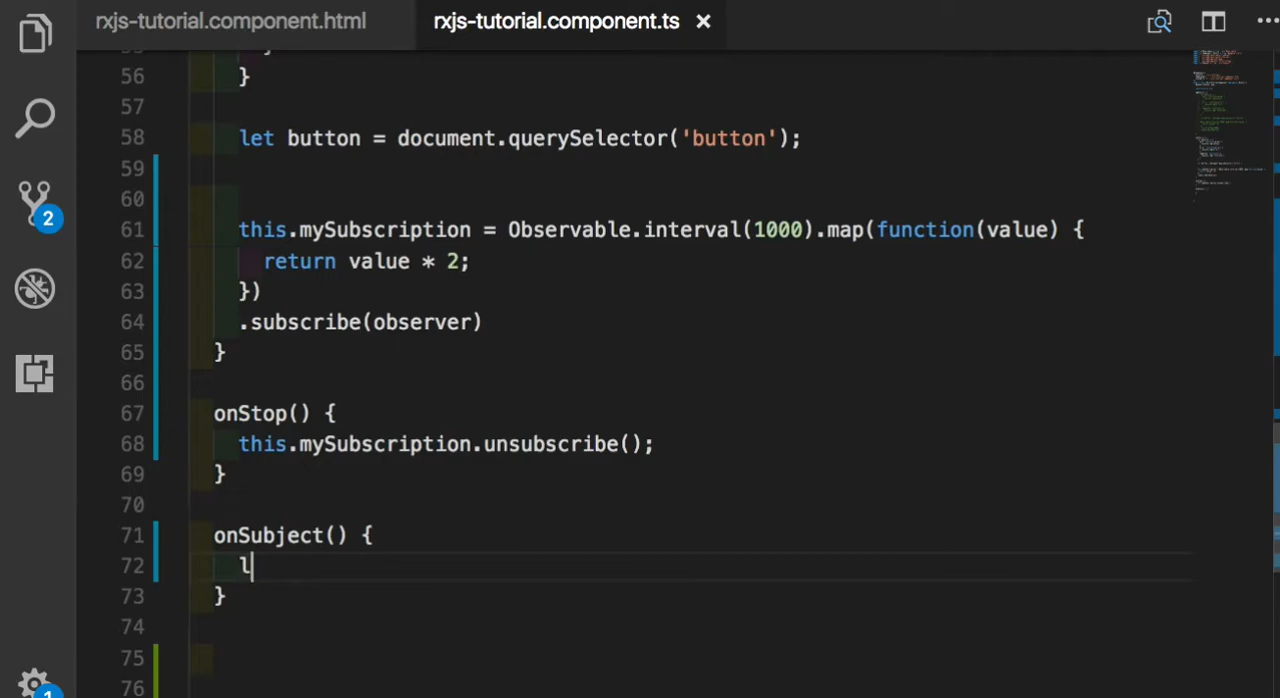 rxjs-tutorial.component.html rxjs-tutorial.component.ts ×
56 }
57
58 let button = document.querySelector('button');
59
60
61 this.mySubscription = Observable.interval(1000).map(function(value) {
62 return value * 2;
63 })
64 .subscribe(observer)
65 }
66
67 onStop() {
68 this.mySubscription.unsubscribe();
69 }
70
71 onSubject() {
72 l
73 }
74
75
76
2
1